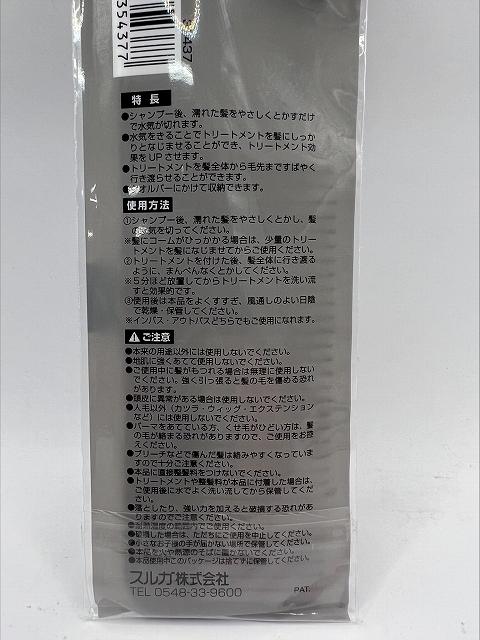 354377
特 長
●シャンプー後、濡れた髪をやさしくとかすだけ
で水気が切れます。
●水気をきることでトリートメントを髪にしっか
りとなじませることができ、トリートメント効
果をUPさせます。
●トリートメントを髪全体から毛先まですばやく
行き渡らせることができます。
●タオルバーにかけて収納できます。
使用方法
①シャンプー後、濡れた髪をやさしくとかし、髪
の水気を切ってください。
※髪にコームがひっかかる場合は、少量のトリー
トメントを髪になじませてからご使用ください。
②トリートメントを付けた後、髪全体に行き渡る
ように、まんべんなくとかしてください。
※5分ほど放置してからトリートメントを洗い流
すと効果的です。
③使用後は本品をよくすすぎ、風通しのよい日陰
で乾燥・保管してください。
※インバス・アウトバスどちらでもご使用になれます。
ご注意
●本来の用途以外には使用しないでください。
●地肌に強くあてて使用しないでください。
●ご使用中に髪がもつれる場合は無理に使用しない
でください。強く引っ張ると髪の毛を傷める恐れ
があります。
●頭皮に異常がある場合は使用しないでください。
●人毛以外（カツラ・ウィッグ・エクステンション
など）には使用しないでください。
●パーマをあてている方、くせ毛がひどい方は、髪
の毛が絡まる恐れがありますので、ご使用をお控
えください。
●ブリーチなどで傷んだ髪は絡みやすくなっていま
すので十分ご注意ください。
●本品に直接整髪料をつけないでください。
●トリートメントや整髪料が本品に付着した場合は、
ご使用後に水でよく洗い流してから保管してくだ
さい。
●落としたり、強い力を加えると破損する恐れがあ
りますのでご注意ください。
●耐熱温度の範囲内でご使用ください。
●破損した場合は、ただちにご使用を中止してください。
●小さなお子様の手が届かない場所で保管してください。
●本品を火や熱源のそばに置かないでください。
●本品使用中このパッケージは捨てずに保管してください。
スルガ株式会社
TEL 0548-33-9600
PAT.